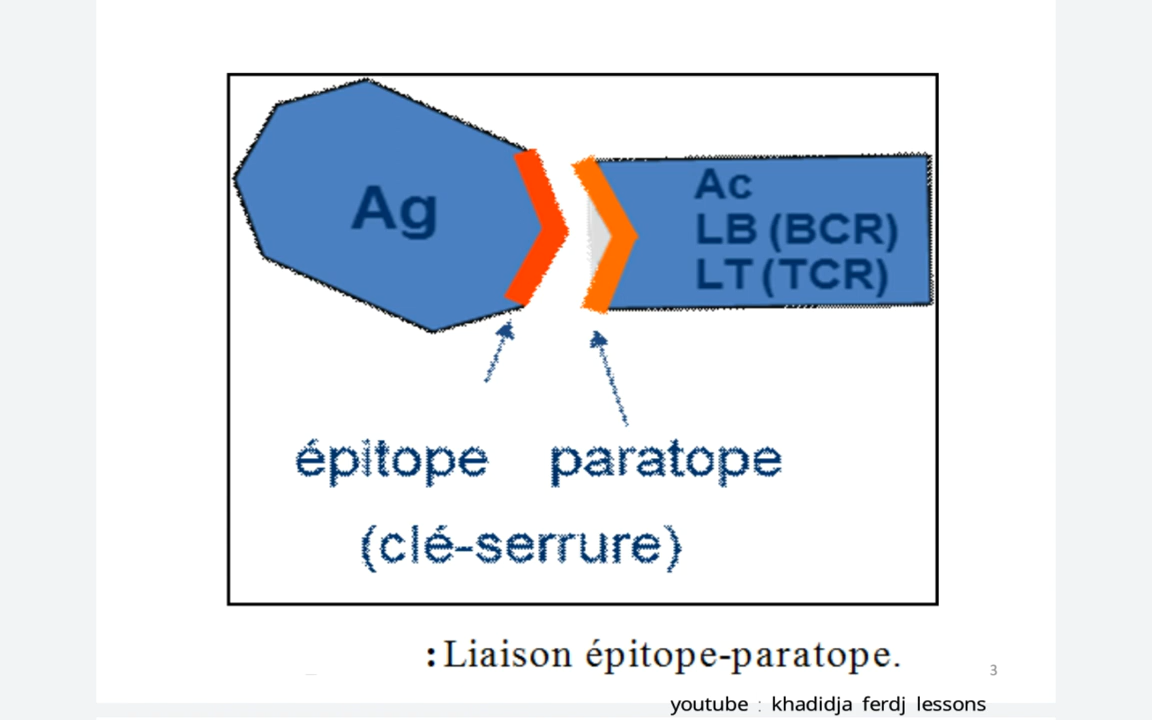 Ag
Ac
LB (BCR)
LT (TCR)
épitope paratope
(clé-serrure)
: Liaison épitope-paratope.
3
youtube : khadidja ferdj lessons